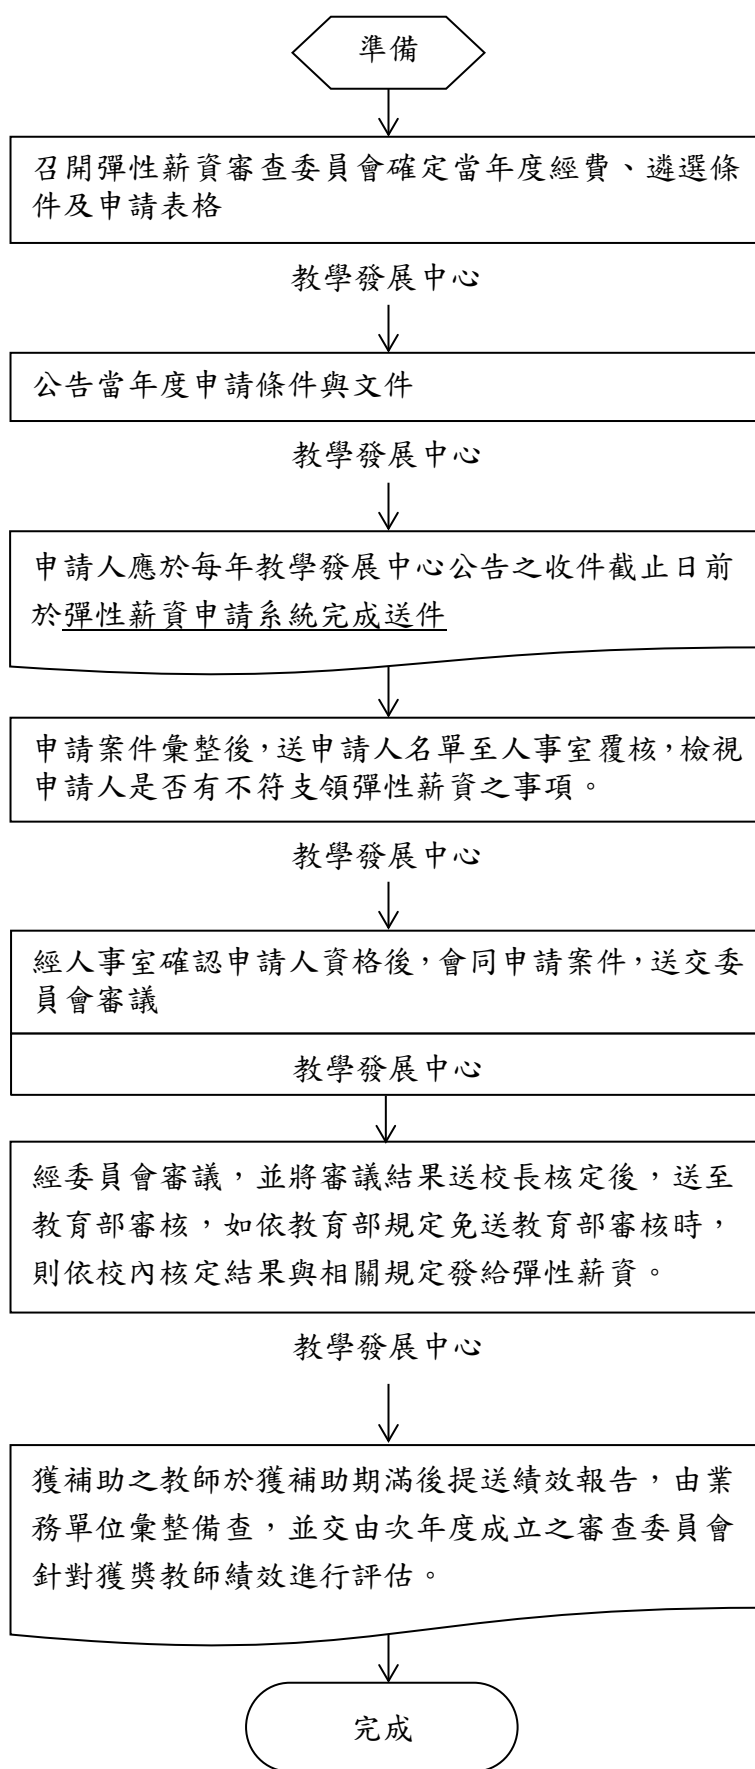 準備
召開彈性薪資審查委員會確定當年度經費、遴選條
件及申請表格
教學發展中心
公告當年度申請條件與文件
教學發展中心
申請人應於每年教學發展中心公告之收件截止日前
於彈性薪資申請系統完成送件
申請案件彙整後，送申請人名單至人事室覆核，檢視
申請人是否有不符支領彈性薪資之事項。
教學發展中心
經人事室確認申請人資格後，會同申請案件，送交委
員會審議
教學發展中心
經委員會審議，並將審議結果送校長核定後，送至
教育部審核，如依教育部規定免送教育部審核時，
則依校內核定結果與相關規定發給彈性薪資。
教學發展中心
獲補助之教師於獲補助期滿後提送績效報告，由業
務單位彙整備查，並交由次年度成立之審查委員會
針對獲獎教師績效進行評估。
完成